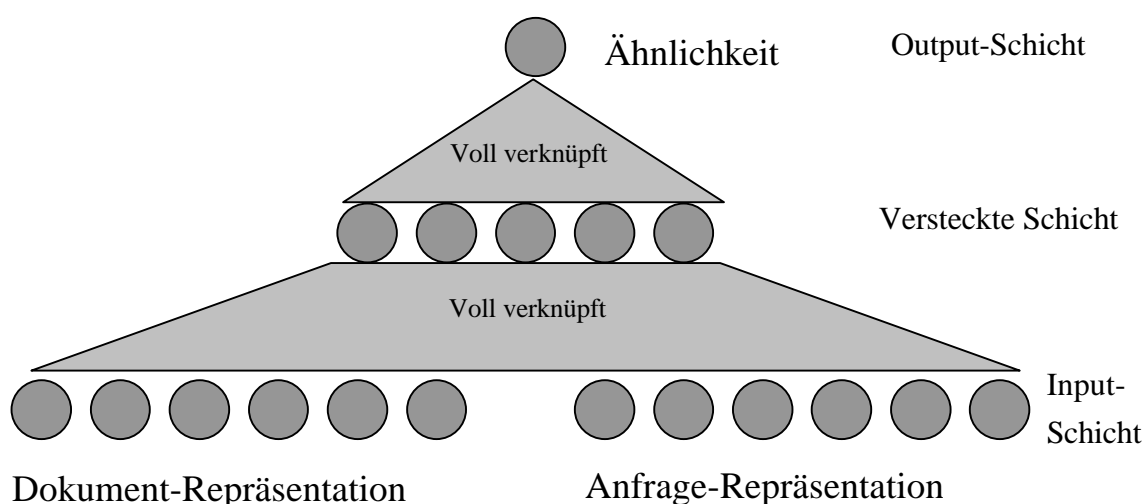 Ähnlichkeit
Output-Schicht
Voll verknüpft
Versteckte Schicht
Voll verknüpft
Input-
Schicht
Dokument-Repräsentation
Anfrage-Repräsentation